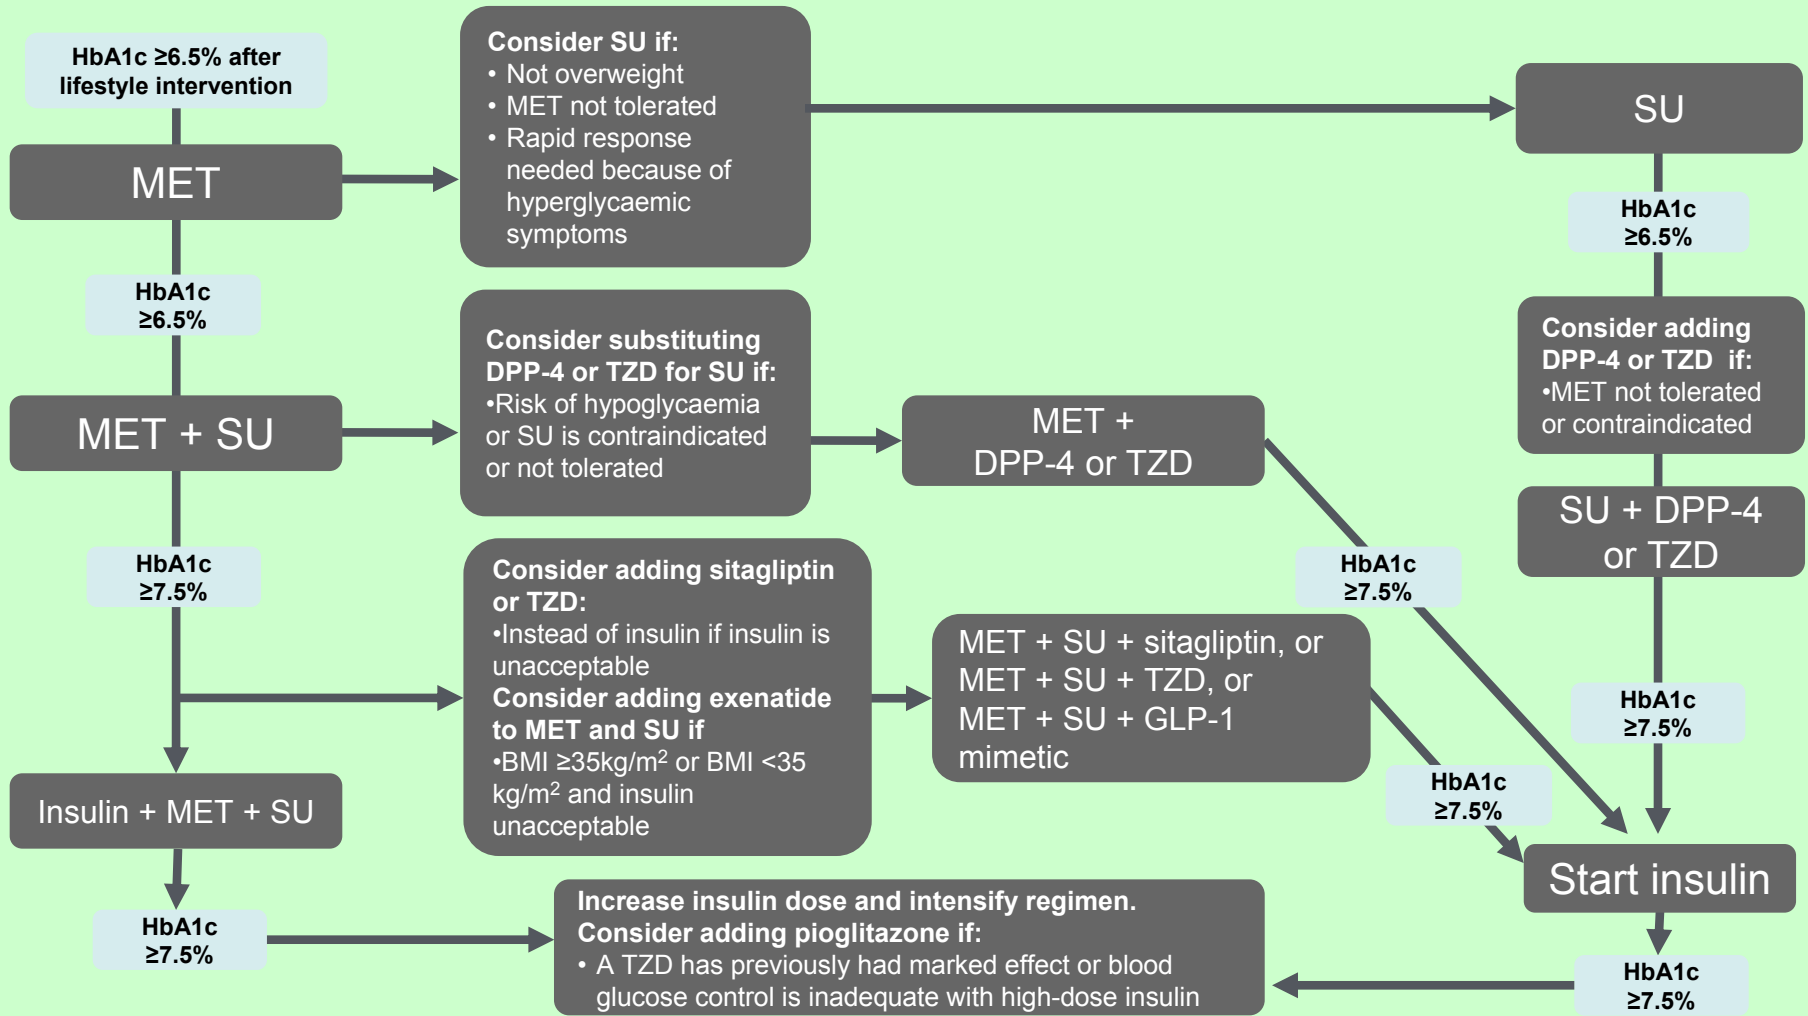 HbA1c ≥6.5% after
lifestyle intervention
MET
Consider SU if:
• Not overweight
• MET not tolerated
• Rapid response
needed because of
hyperglycaemic
symptoms
SU
HbA1c
≥6.5%
HbA1c
≥6.5%
MET + SU
Consider substituting
DPP-4 or TZD for SU if:
•Risk of hypoglycaemia
or SU is contraindicated
or not tolerated
MET +
DPP-4 or TZD
Consider adding
DPP-4 or TZD if:
•MET not tolerated
or contraindicated
SU + DPP-4
or TZD
HbA1c
≥7.5%
Consider adding sitagliptin
or TZD:
•Instead of insulin if insulin is
unacceptable
Consider adding exenatide
to MET and SU if
•BMI ≥35kg/m² or BMI <35
kg/m² and insulin
unacceptable
MET + SU + sitagliptin, or
MET + SU + TZD, or
MET + SU + GLP-1
mimetic
HbA1c
≥7.5%
HbA1c
≥7.5%
HbA1c
≥7.5%
Insulin + MET + SU
Start insulin
HbA1c
≥7.5%
Increase insulin dose and intensify regimen.
Consider adding pioglitazone if:
• A TZD has previously had marked effect or blood
glucose control is inadequate with high-dose insulin
HbA1c
≥7.5%